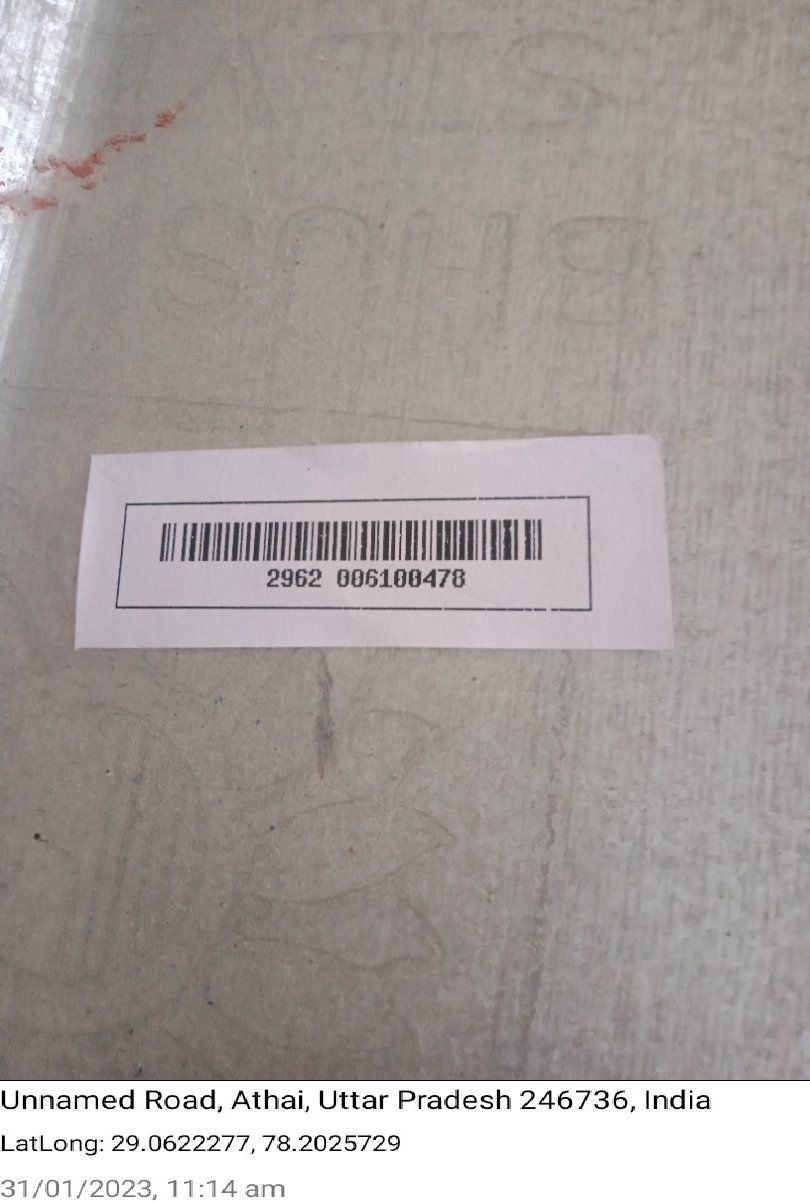 2962 006100478
Unnamed Road, Athai, Uttar Pradesh 246736, India
LatLong: 29.0622277, 78.2025729
31/01/2023, 11:14 am